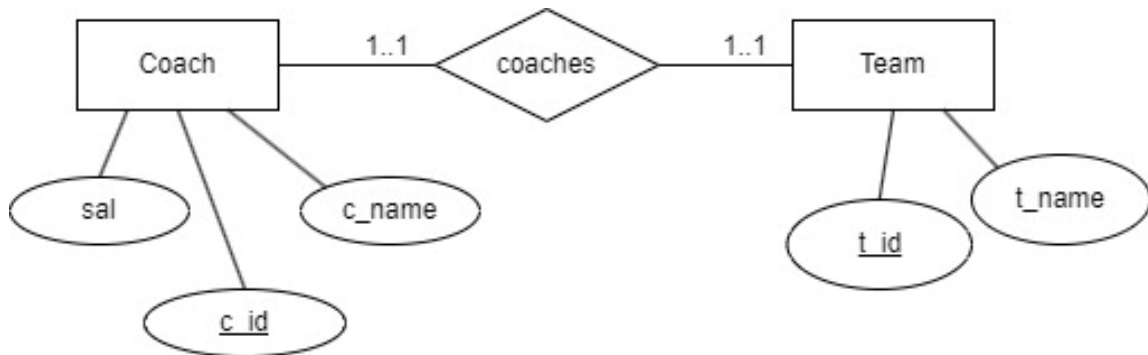 Coach
1..1
coaches
1..1
Team
sal
c_name
c_id
t_id
t_name